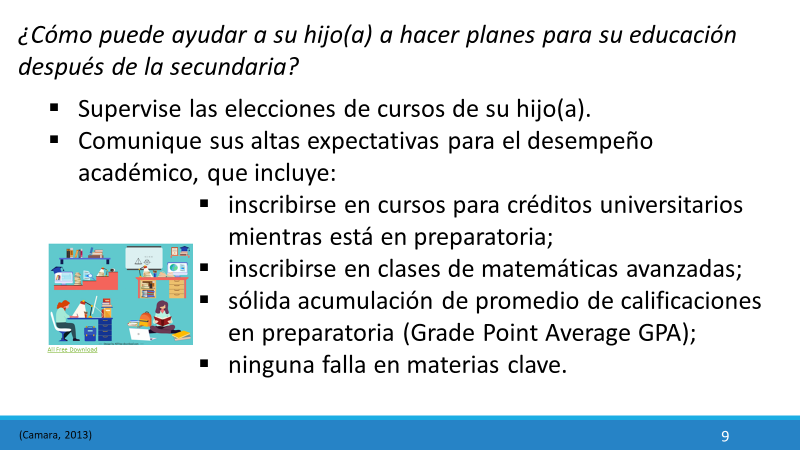 ¿Cómo puede ayudar a su hijo(a) a hacer planes para su educación
después de la secundaria?
▪ Supervise las elecciones de cursos de su hijo(a).
▪ Comunique sus altas expectativas para el desempeño
académico, que incluye:
▪ inscribirse en cursos para créditos universitarios
mientras está en preparatoria;
▪ inscribirse en clases de matemáticas avanzadas;
▪ sólida acumulación de promedio de calificaciones
en preparatoria (Grade Point Average GPA);
▪ ninguna falla en materias clave.
All Free Download
(Camara, 2013)
9